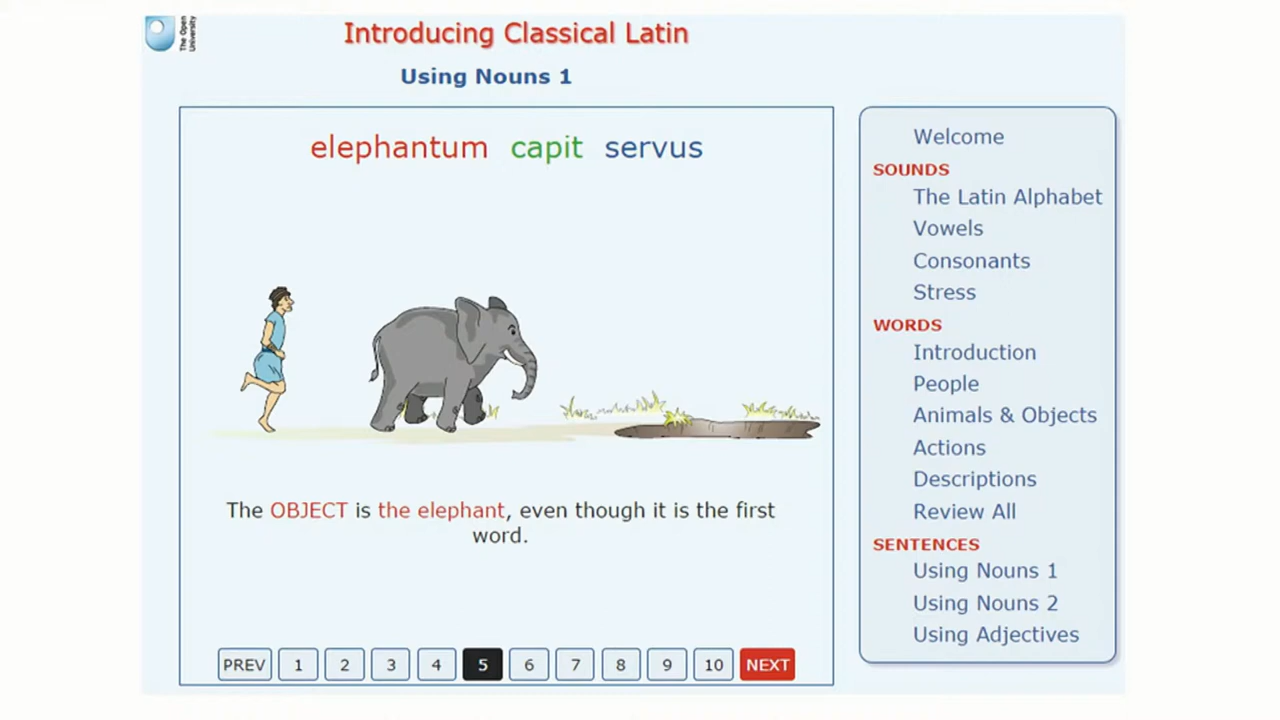 The Open
University
Introducing Classical Latin
Using Nouns 1
elephantum capit servus
The OBJECT is the elephant, even though it is the first
word.
PREV 1 2 3 4 5 6 7 8 9 10 NEXT
Welcome
SOUNDS
The Latin Alphabet
Vowels
Consonants
Stress
WORDS
Introduction
People
Animals & Objects
Actions
Descriptions
Review All
SENTENCES
Using Nouns 1
Using Nouns 2
Using Adjectives